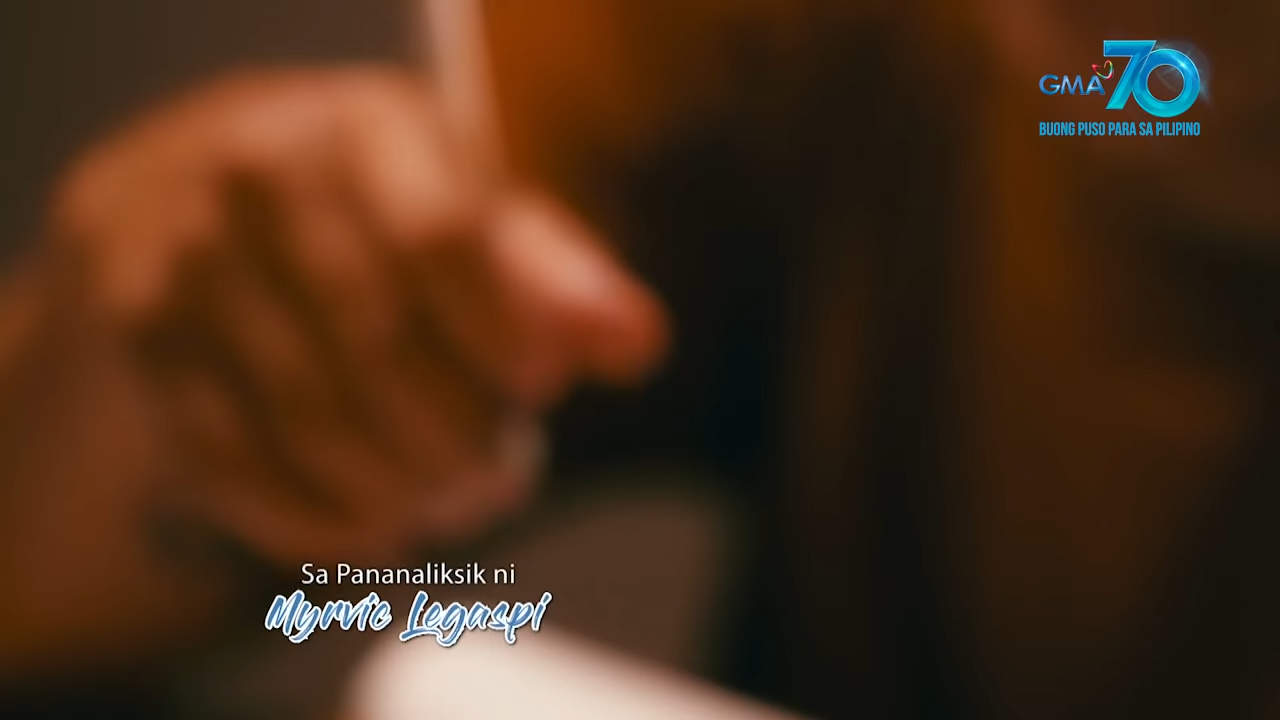 GMA 70
BUONG PUSO PARA SA PILIPINO
Sa Pananaliksik ni
Myrvic Legaspi